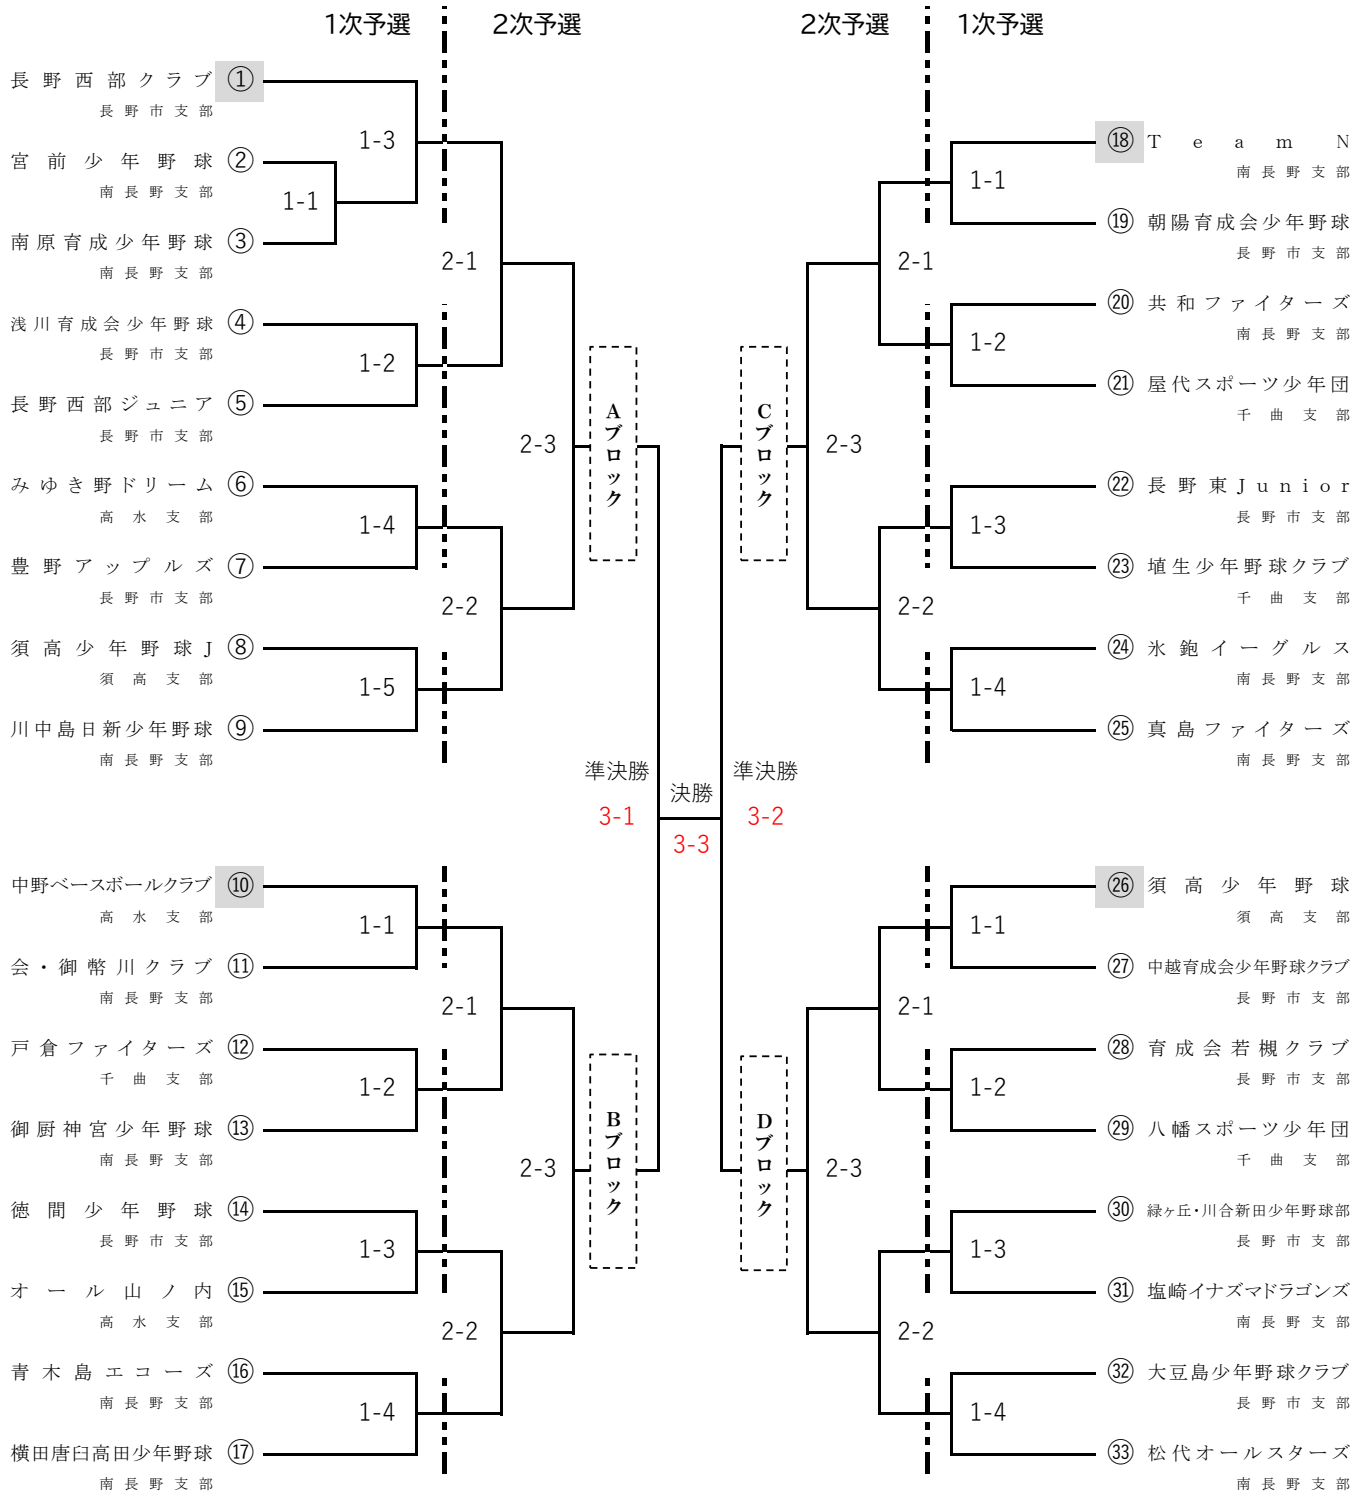 1次予選
2次予選
2次予選
1次予選
長野西部クラブ ①
長野市支部
1-3
宮前少年野球 ②
南長野支部
1-1
南原育成少年野球 ③
南長野支部
2-1
浅川育成会少年野球 ④
長野市支部
1-2
長野西部ジュニア ⑤
長野市支部
2-3
みゆき野ドリーム ⑥
高水支部
1-4
豊野アップルズ ⑦
長野市支部
2-2
須高少年野球J ⑧
須高支部
1-5
川中島日新少年野球 ⑨
南長野支部
Aブロック
中野ベースボールクラブ ⑩
高水支部
1-1
会・御幣川クラブ ⑪
南長野支部
2-1
戸倉ファイターズ ⑫
千曲支部
1-2
御厨神宮少年野球 ⑬
南長野支部
2-3
徳間少年野球 ⑭
長野市支部
1-3
オール山ノ内 ⑮
高水支部
2-2
青木島エコーズ ⑯
南長野支部
1-4
横田唐臼高田少年野球 ⑰
南長野支部
Bブロック
準決勝
3-1
決勝
3-3
準決勝
3-2
Cブロック
⑱ Team N
南長野支部
1-1
⑲ 朝陽育成会少年野球
長野市支部
2-1
⑳ 共和ファイターズ
南長野支部
1-2
㉑ 屋代スポーツ少年団
千曲支部
2-3
㉒ 長野東Junior
長野市支部
1-3
㉓ 埴生少年野球クラブ
千曲支部
2-2
㉔ 氷鉋イーグルス
南長野支部
1-4
㉕ 真島ファイターズ
南長野支部
Dブロック
㉖ 須高少年野球
須高支部
1-1
㉗ 中越育成会少年野球クラブ
長野市支部
2-1
㉘ 育成会若槻クラブ
長野市支部
1-2
㉙ 八幡スポーツ少年団
千曲支部
2-3
㉚ 緑ヶ丘・川合新田少年野球部
長野市支部
1-3
㉛ 塩崎イナズマドラゴンズ
南長野支部
2-2
㉜ 大豆島少年野球クラブ
長野市支部
1-4
㉝ 松代オールスターズ
南長野支部